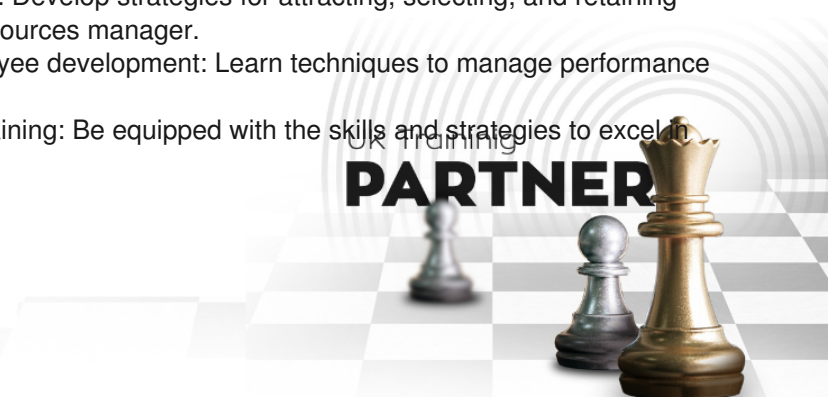 : Develop strategies for attracting, selecting, and retaining
ources manager.
yee development: Learn techniques to manage performance
ining: Be equipped with the skills and strategies to excel in
UK Training
PARTNER